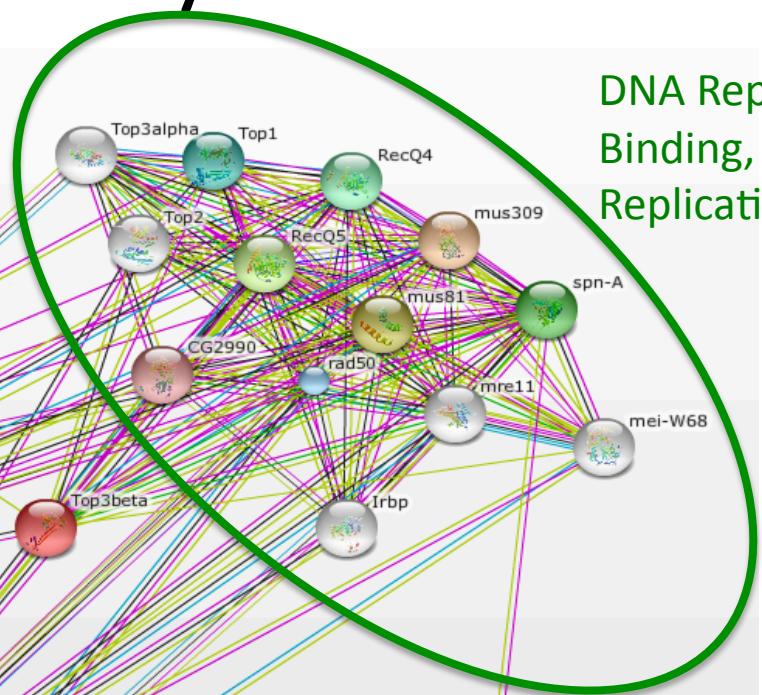 DNA Rep
Binding,
Replicati
Top3alpha
Top1
RecQ4
Top2
RecQ5
mus309
mus81
spn-A
CG2990
rad50
mre11
mei-W68
Top3beta
Irbp